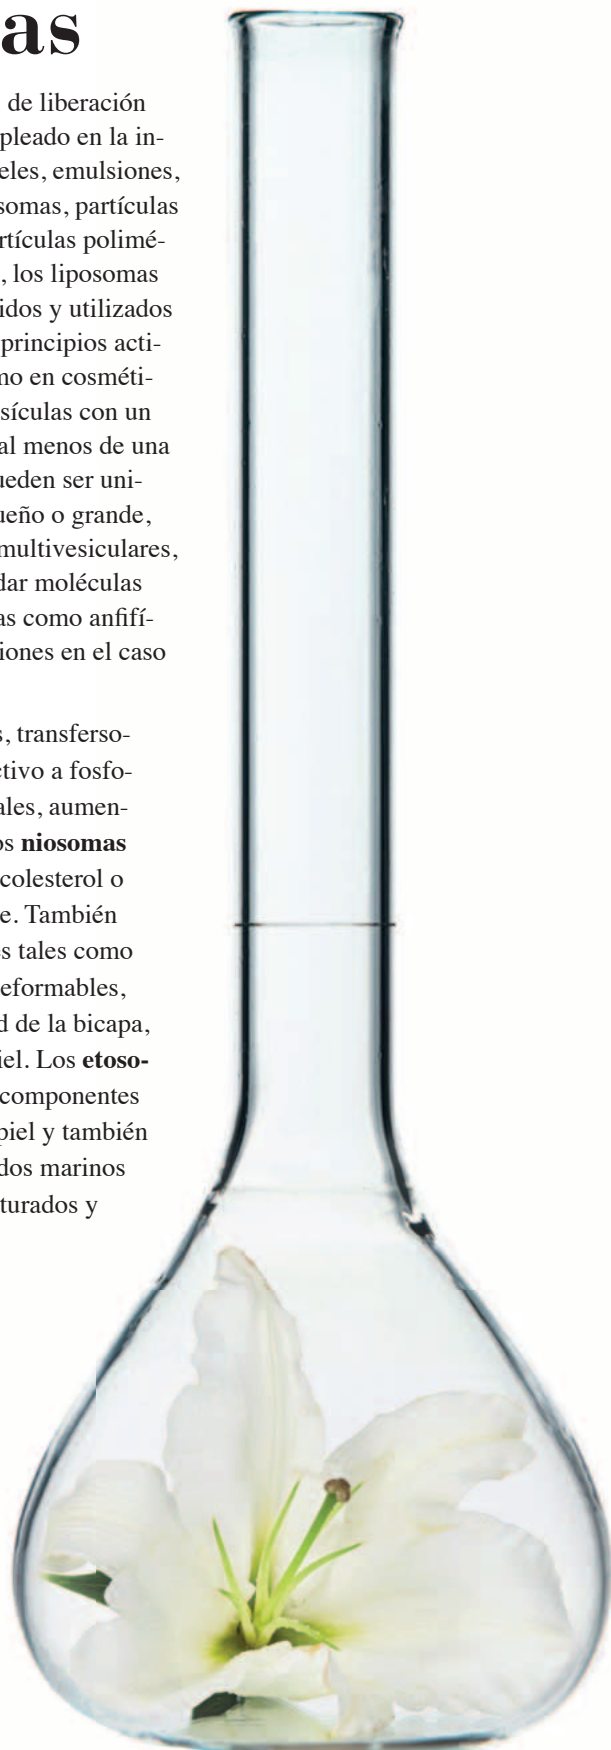 as
de liberación
pleado en la in-
eles, emulsiones,
somas, partículas
rtículas polimé-
, los liposomas
idos y utilizados
principios acti-
no en cosméti-
sículas con un
al menos de una
ueden ser uni-
ueño o grande,
multivesiculares,
dar moléculas
as como anfifí-
iones en el caso
s, transferso-
ctivo a fosfo-
ales, aumen-
os niosomas
colesterol o
e. También
es tales como
eformables,
d de la bicapa,
iel. Los etoso-
componentes
piel y también
dos marinos
turados y